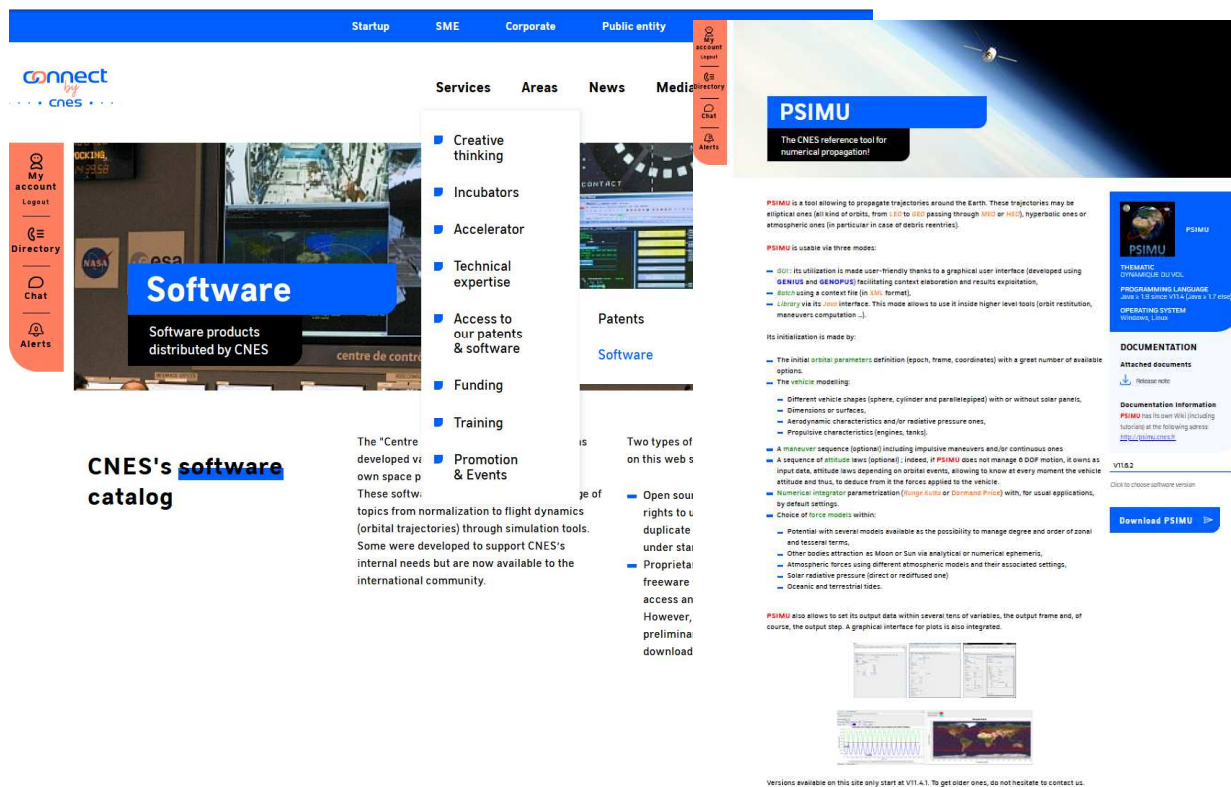 Startup SME Corporate Public entity
connect
by
cnes
Services Areas News Media
Creative
thinking
Incubators
Accelerator
Technical
expertise
Access to
our patents
& software
Funding
Training
Promotion
& Events
Patents
Software
My
account
Logout
Directory
Chat
Alerts
NASA
esa
CONTACT
centre de contrô
Software
Software products
distributed by CNES
CNES's software
catalog
The "Centre
developed va
own space p
These softw ge of
topics from normalization to flight dynamics
(orbital trajectories) through simulation tools.
Some were developed to support CNES's
internal needs but are now available to the
international community.
Two types of
on this web s
Open sour
rights to u
duplicate
under stan
Proprietar
freeware
access an
However,
prelimina
download
My
account
Logout
Directory
Chat
Alerts
PSIMU
The CNES reference tool for
numerical propagation!
PSIMU is a tool allowing to propagate trajectories around the Earth. These trajectories may be
elliptical ones (all kind of orbits, from LEO to GEO passing through MEO or HEO), hyperbolic ones or
atmospheric ones (in particular in case of debris reentries).
PSIMU is usable via three modes:
GUI : its utilization is made user-friendly thanks to a graphical user interface (developed using
GENIUS and GENOPUS) facilitating context elaboration and results exploitation,
Batch using a context file (in XML format),
Library via its Java interface. This mode allows to use it inside higher level tools (orbit restitution,
maneuvers computation ...).
Its initialization is made by:
The initial orbital parameters definition (epoch, frame, coordinates) with a great number of available
options.
The vehicle modelling:
Different vehicle shapes (sphere, cylinder and parallelepiped) with or without solar panels,
Dimensions or surfaces,
Aerodynamic characteristics and/or radiative pressure ones,
Propulsive characteristics (engines, tanks).
A maneuver sequence (optional) including impulsive maneuvers and/or continuous ones
A sequence of attitude laws (optional) ; indeed, if PSIMU does not manage 6 DOF motion, it owns as
input data, attitude laws depending on orbital events, allowing to know at every moment the vehicle
attitude and thus, to deduce from it the forces applied to the vehicle.
Numerical integrator parametrization (Runge Kutta or Dormand Price) with, for usual applications,
by default settings.
Choice of force models within:
Potential with several models available as the possibility to manage degree and order of zonal
and tesseral terms,
Other bodies attraction as Moon or Sun via analytical or numerical ephemeris,
Atmospheric forces using different atmospheric models and their associated settings,
Solar radiative pressure (direct or rediffused one)
Oceanic and terrestrial tides.
PSIMU also allows to set its output data within several tens of variables, the output frame and, of
course, the output step. A graphical interface for plots is also integrated.
Versions available on this site only start at V11.4.1. To get older ones, do not hesitate to contact us.
PSIMU
PSIMU
THEMATIC
DYNAMIQUE DU VOL
PROGRAMMING LANGUAGE
Java ≥ 1.8 since V11.4 (Java ≥ 1.7 else)
OPERATING SYSTEM
Windows, Linux
DOCUMENTATION
Attached documents
Release note
Documentation Information
PSIMU has its own Wiki (including
tutorials) at the following adress:
http://psimu.cnes.fr
V11.6.2
Click to choose software version
Download PSIMU